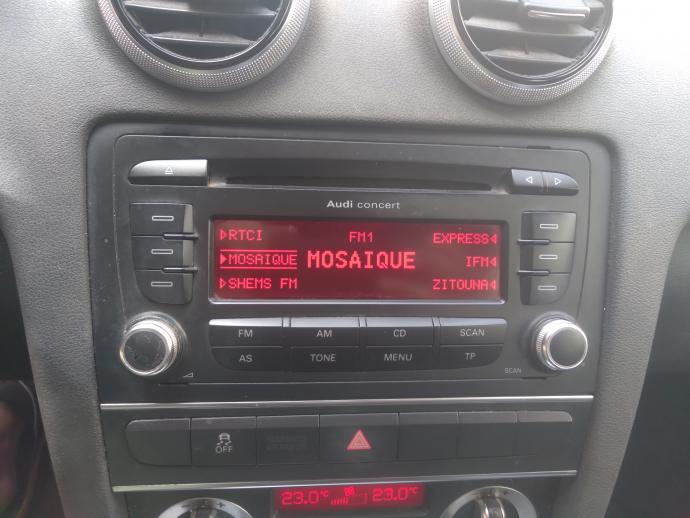 Audi concert
RTCI FM1 EXPRESS
MOSAIQUE MOSAIQUE IFM
SHEMS FM ZITOUNA
FM AM CD SCAN
AS TONE MENU TP
SCAN
OFF
23.0°C 23.0°C